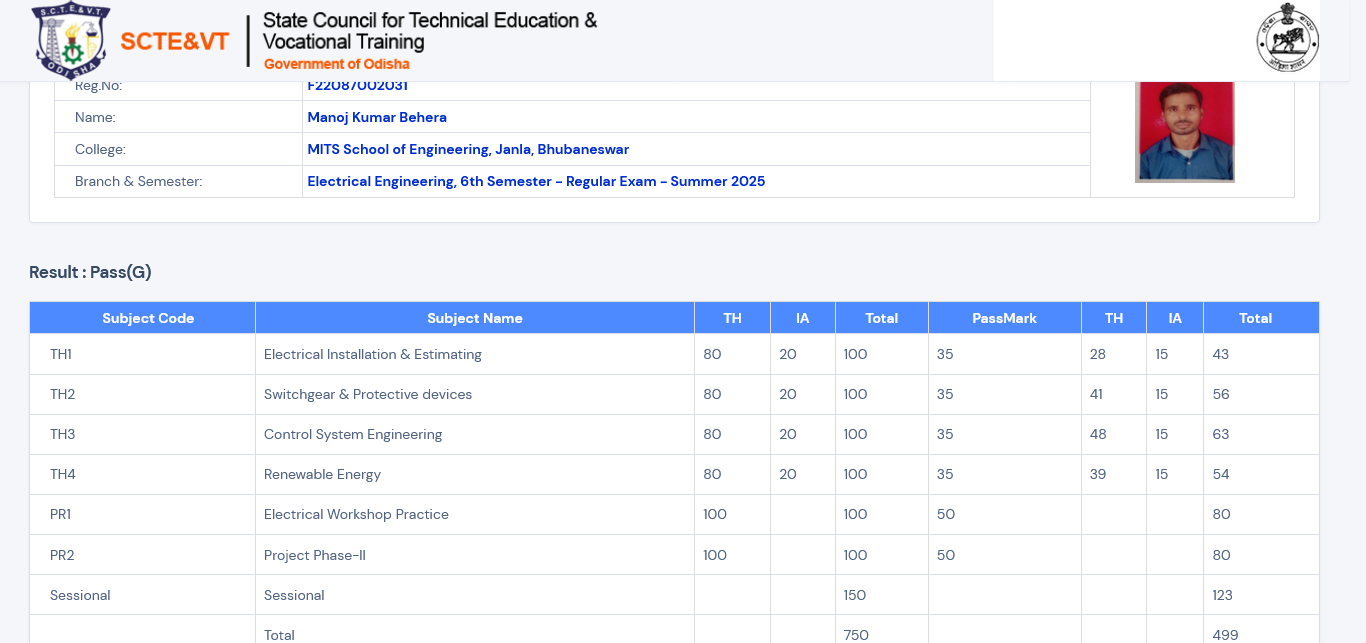 S.C.T.E.& V.T.
ODISHA
SCTE&VT
State Council for Technical Education &
Vocational Training
Government of Odisha
Reg.No: F22087002031
Name: Manoj Kumar Behera
College: MITS School of Engineering, Janla, Bhubaneswar
Branch & Semester: Electrical Engineering, 6th Semester - Regular Exam - Summer 2025
Result : Pass(G)
Subject Code Subject Name TH IA Total PassMark TH IA Total
TH1 Electrical Installation & Estimating 80 20 100 35 28 15 43
TH2 Switchgear & Protective devices 80 20 100 35 41 15 56
TH3 Control System Engineering 80 20 100 35 48 15 63
TH4 Renewable Energy 80 20 100 35 39 15 54
PR1 Electrical Workshop Practice 100 100 50 80
PR2 Project Phase-II 100 100 50 80
Sessional Sessional 150 123
Total 750 499